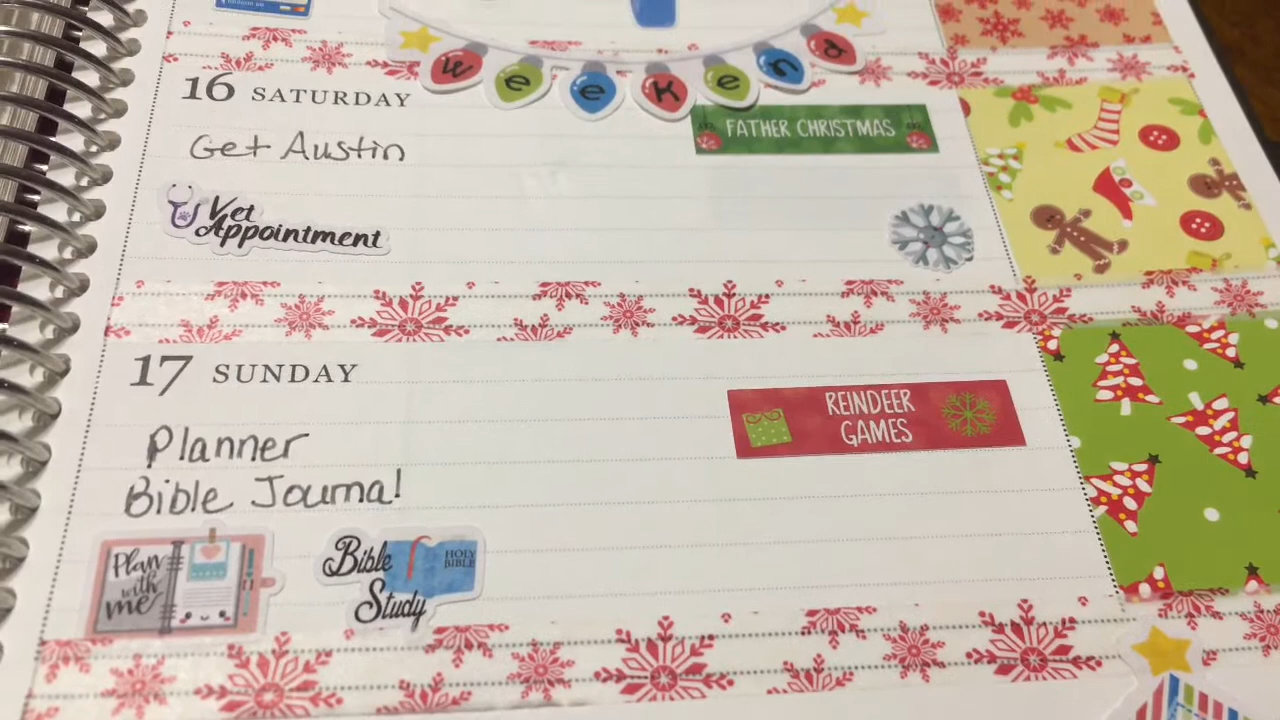 weekend
16 SATURDAY
FATHER CHRISTMAS
Get Austin
Vet
Appointment
17 SUNDAY
REINDEER
GAMES
Planner
Bible Journal
Plan
with
me
Bible
HOLY
BIBLE
Study